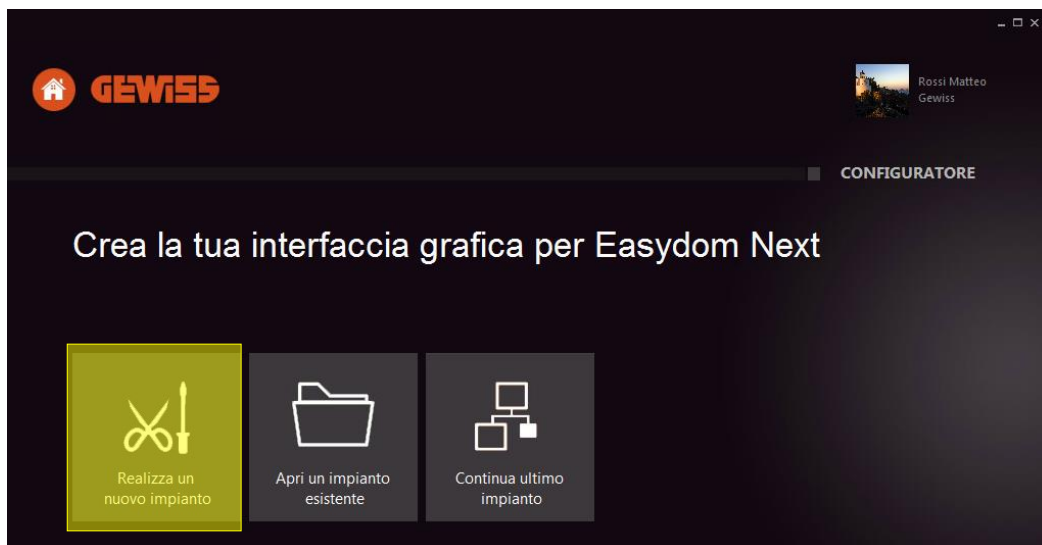 GEWISS
Rossi Matteo
Gewiss
CONFIGURATORE
Crea la tua interfaccia grafica per Easydom Next
Realizza un
nuovo impianto
Apri un impianto
esistente
Continua ultimo
impianto